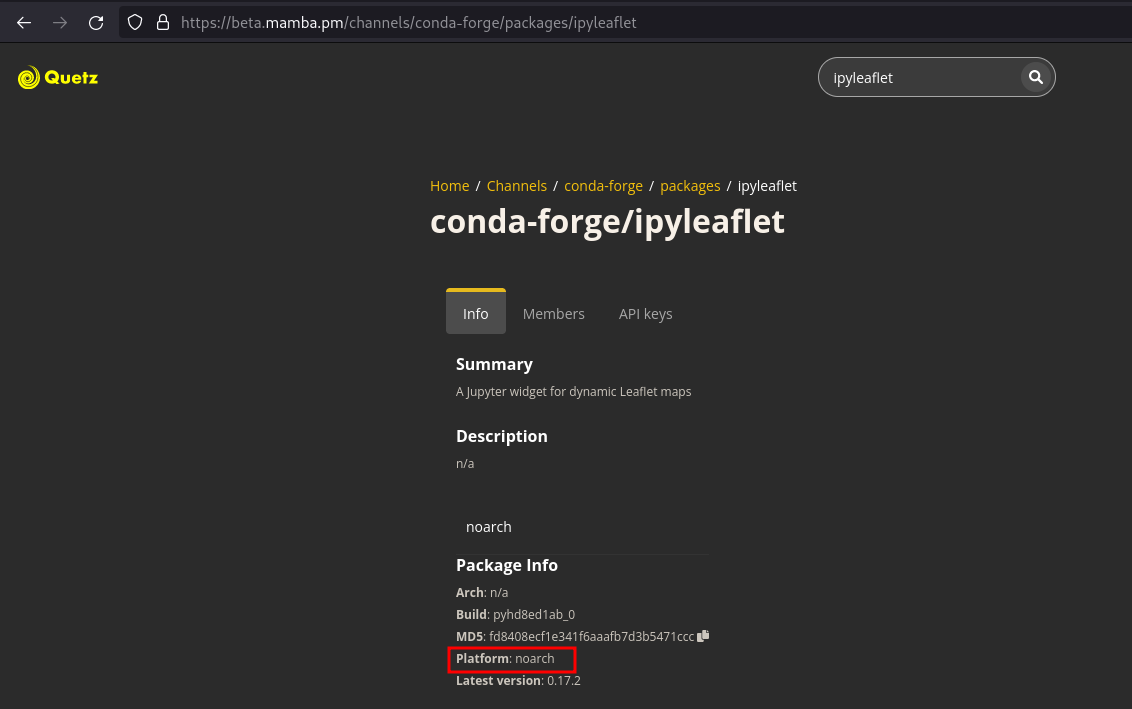 https://beta.mamba.pm/channels/conda-forge/packages/ipyleaflet
Quetz
ipyleaflet
Home / Channels / conda-forge / packages / ipyleaflet
conda-forge/ipyleaflet
Info Members API keys
Summary
A Jupyter widget for dynamic Leaflet maps
Description
n/a
noarch
Package Info
Arch: n/a
Build: pyhd8ed1ab_0
MD5: fd8408ecf1e341f6aaafb7d3b5471ccc
Platform: noarch
Latest version: 0.17.2